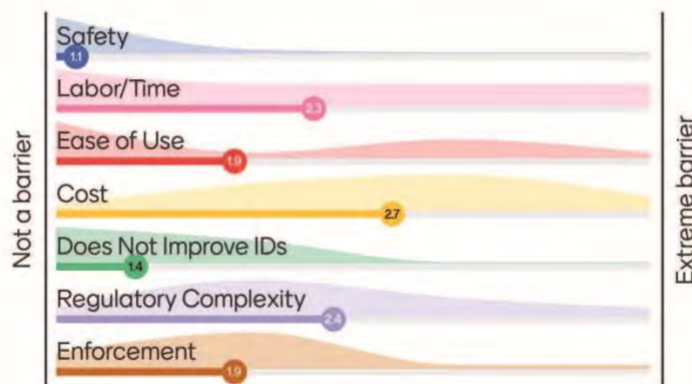 Not a barrier
Safety
1.1
Labor/Time
2.3
Ease of Use
1.9
Cost
2.7
Does Not Improve IDs
1.4
Regulatory Complexity
2.4
Enforcement
1.9
Extreme barrier